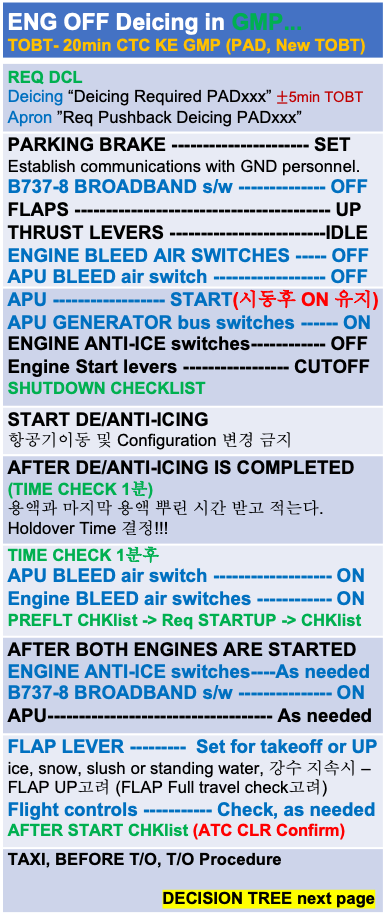 ENG OFF Deicing in GMP...
TOBT- 20min CTC KE GMP (PAD, New TOBT)
REQ DCL
Deicing “Deicing Required PADxxx” ±5min TOBT
Apron ”Req Pushback Deicing PADxxx”
PARKING BRAKE ---------------------- SET
Establish communications with GND personnel.
B737-8 BROADBAND s/w -------------- OFF
FLAPS ----------------------------------------- UP
THRUST LEVERS -------------------------IDLE
ENGINE BLEED AIR SWITCHES ----- OFF
APU BLEED air switch ------------------ OFF
APU ------------------ START(시동후 ON 유지)
APU GENERATOR bus switches ------ ON
ENGINE ANTI-ICE switches------------ OFF
Engine Start levers ----------------- CUTOFF
SHUTDOWN CHECKLIST
START DE/ANTI-ICING
항공기이동 및 Configuration 변경 금지
AFTER DE/ANTI-ICING IS COMPLETED
(TIME CHECK 1분)
용액과 마지막 용액 뿌린 시간 받고 적는다.
Holdover Time 결정!!!
TIME CHECK 1분후
APU BLEED air switch ------------------- ON
Engine BLEED air switches ------------ ON
PREFLT CHKlist -> Req STARTUP -> CHKlist
AFTER BOTH ENGINES ARE STARTED
ENGINE ANTI-ICE switches----As needed
B737-8 BROADBAND s/w --------------- ON
APU------------------------------------ As needed
FLAP LEVER --------- Set for takeoff or UP
ice, snow, slush or standing water, 강수 지속시 –
FLAP UP고려 (FLAP Full travel check고려)
Flight controls ----------- Check, as needed
AFTER START CHKlist (ATC CLR Confirm)
TAXI, BEFORE T/O, T/O Procedure
DECISION TREE next page